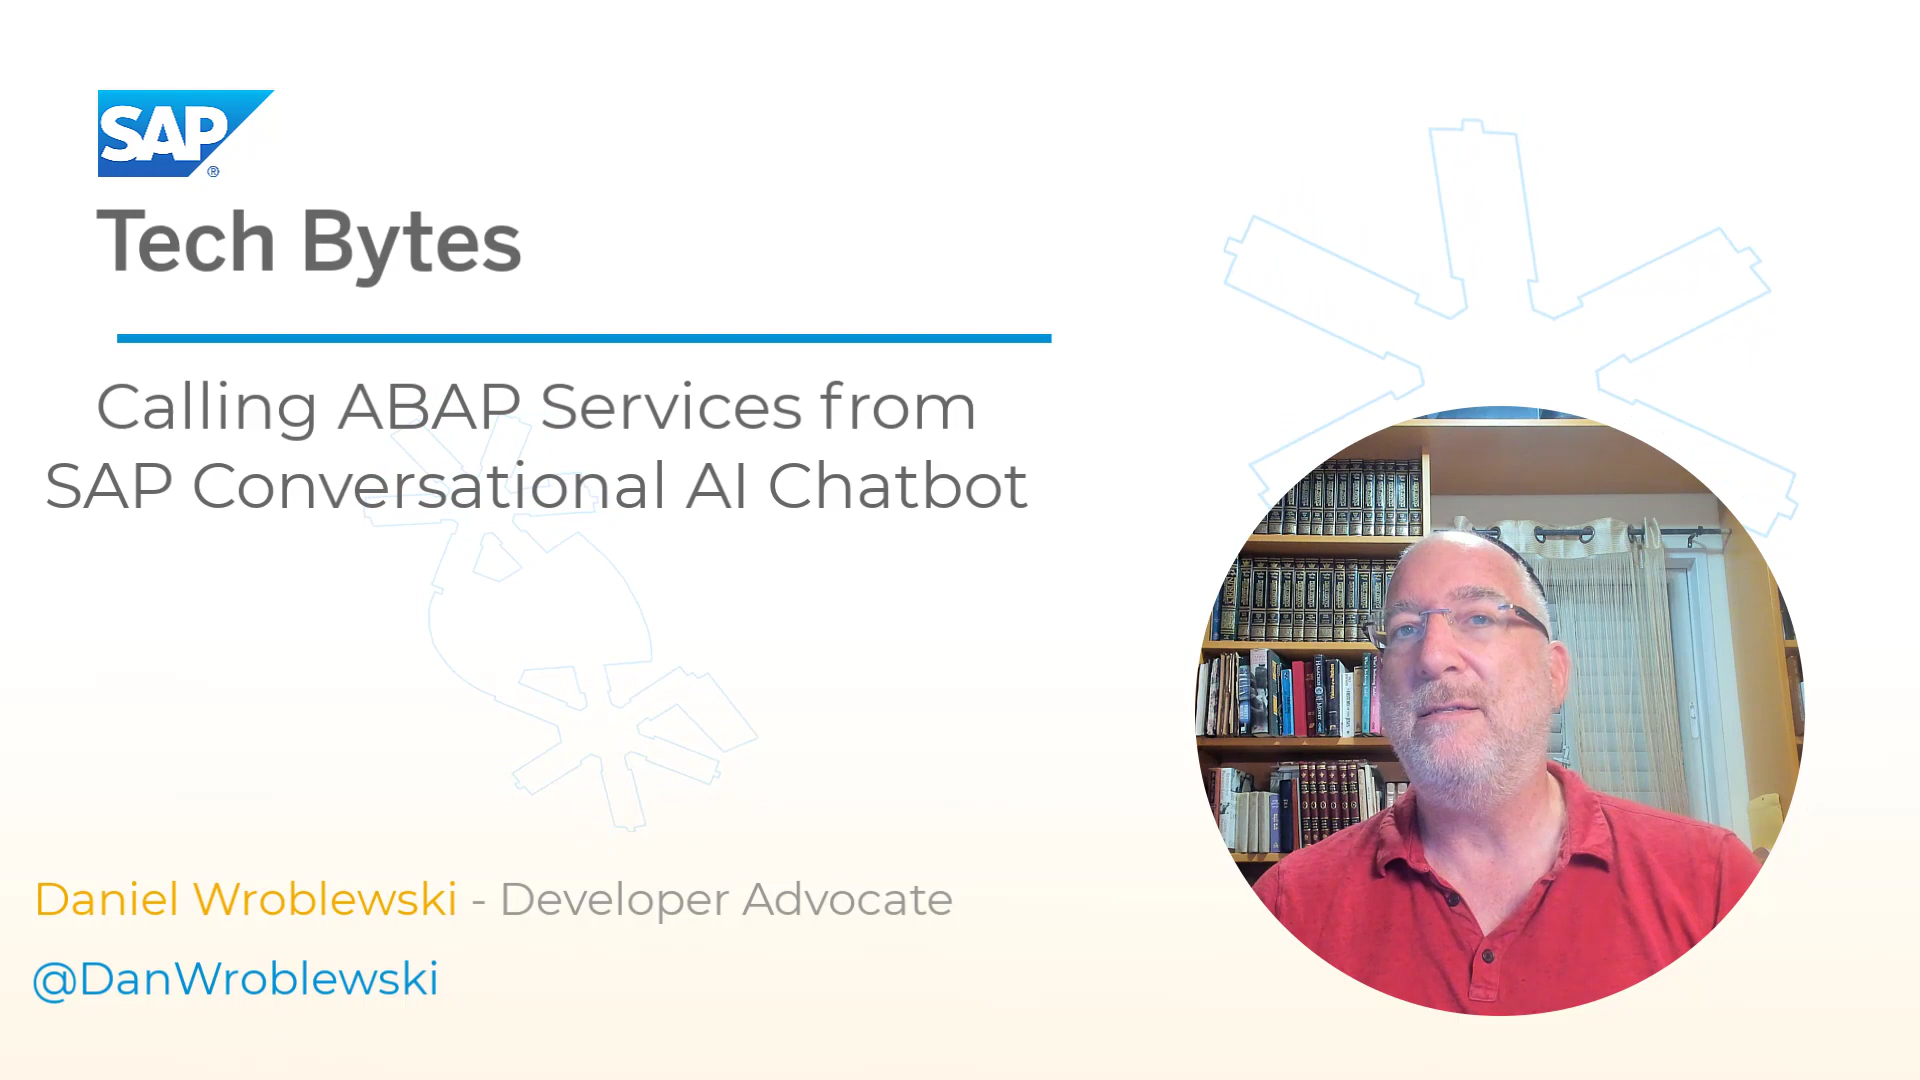 SAP
®
Tech Bytes
Calling ABAP Services from
SAP Conversational AI Chatbot
Daniel Wroblewski - Developer Advocate
@DanWroblewski